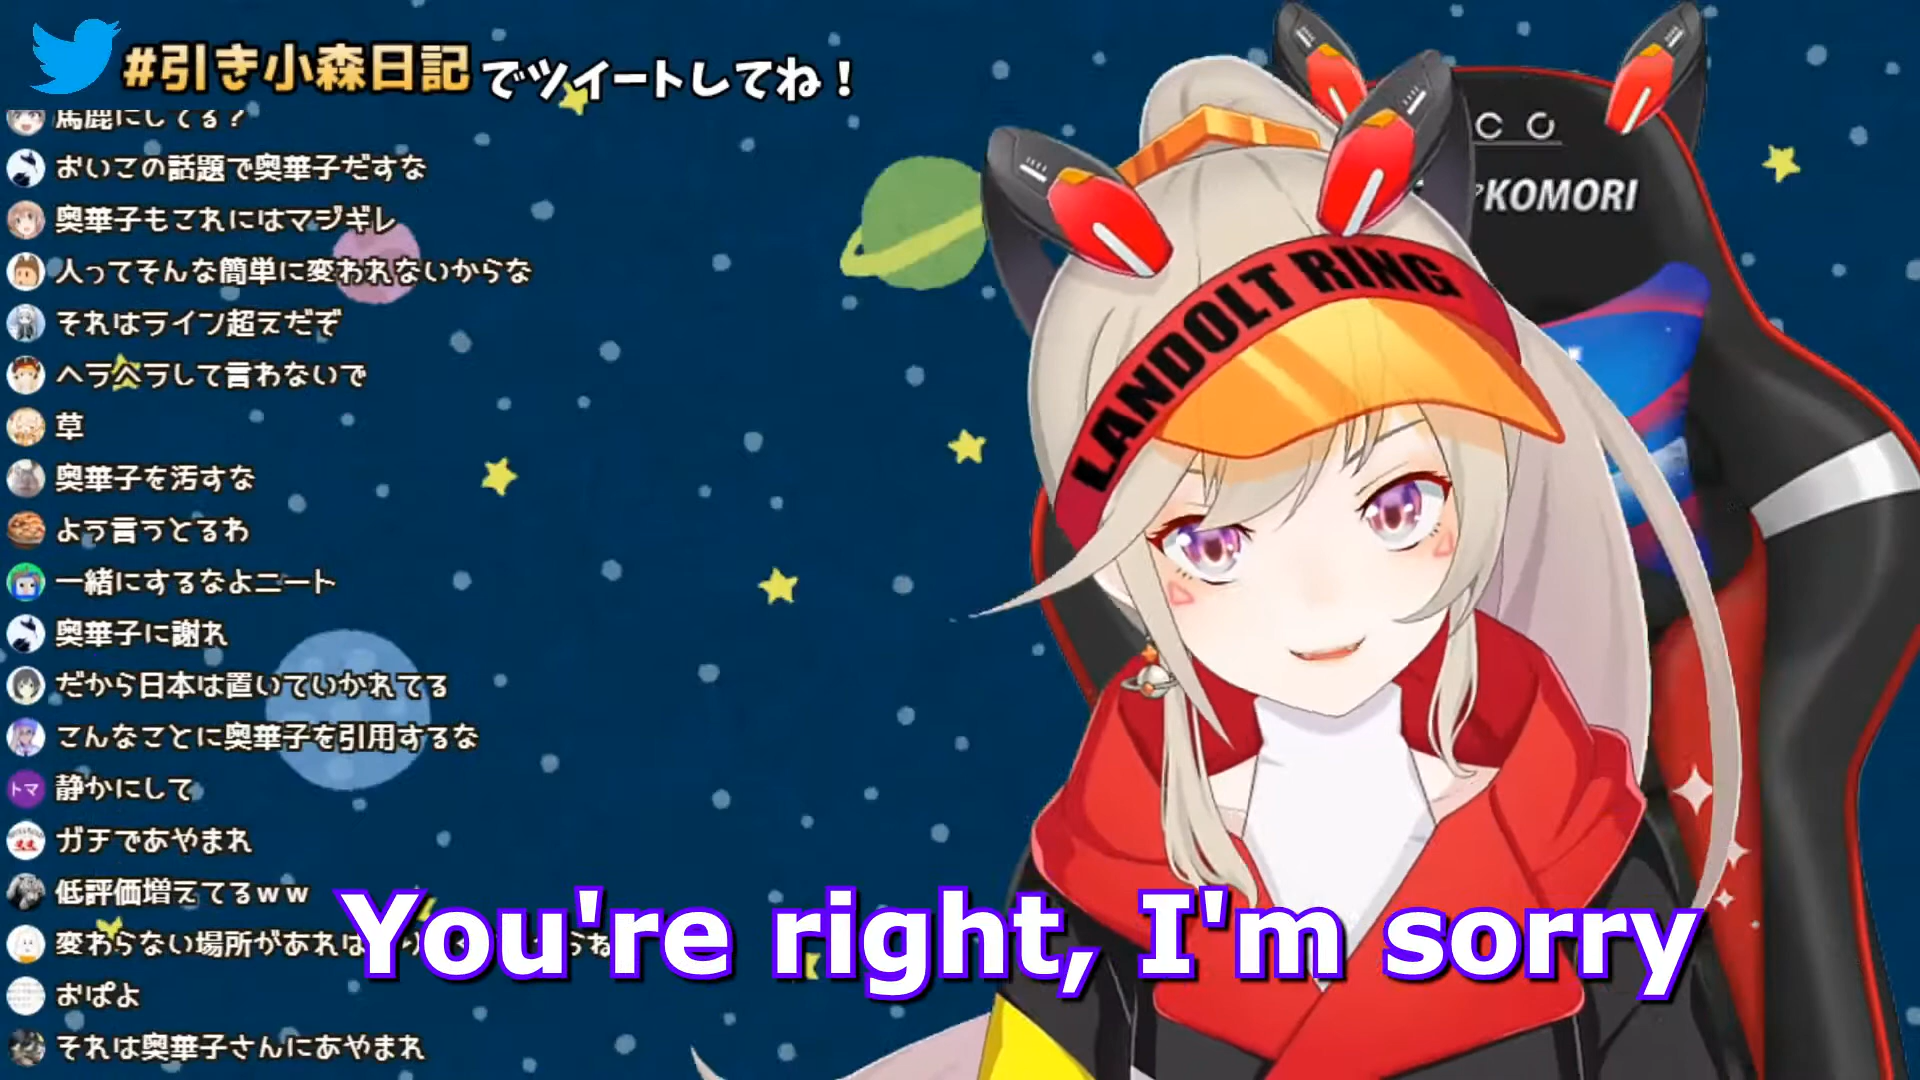 #引き小森日記でツイートしてね！
馬鹿にしてる？
おいこの話題で奥華子だすな
奥華子もこれにはマジギレ
人ってそんな簡単に変われないからな
それはライン超えだぞ
ヘラヘラして言わないで
草
奥華子を汚すな
よう言うとるわ
一緒にするなよニート
奥華子に謝れ
だから日本は置いていかれてる
こんなことに奥華子を引用するな
トマ 静かにして
ガチであやまれ
低評価増えてるｗｗ
変わらない場所があれば
おぱよ
それは奥華子さんにあやまれ
KOMORI
LANDOLT RING
You're right, I'm sorry